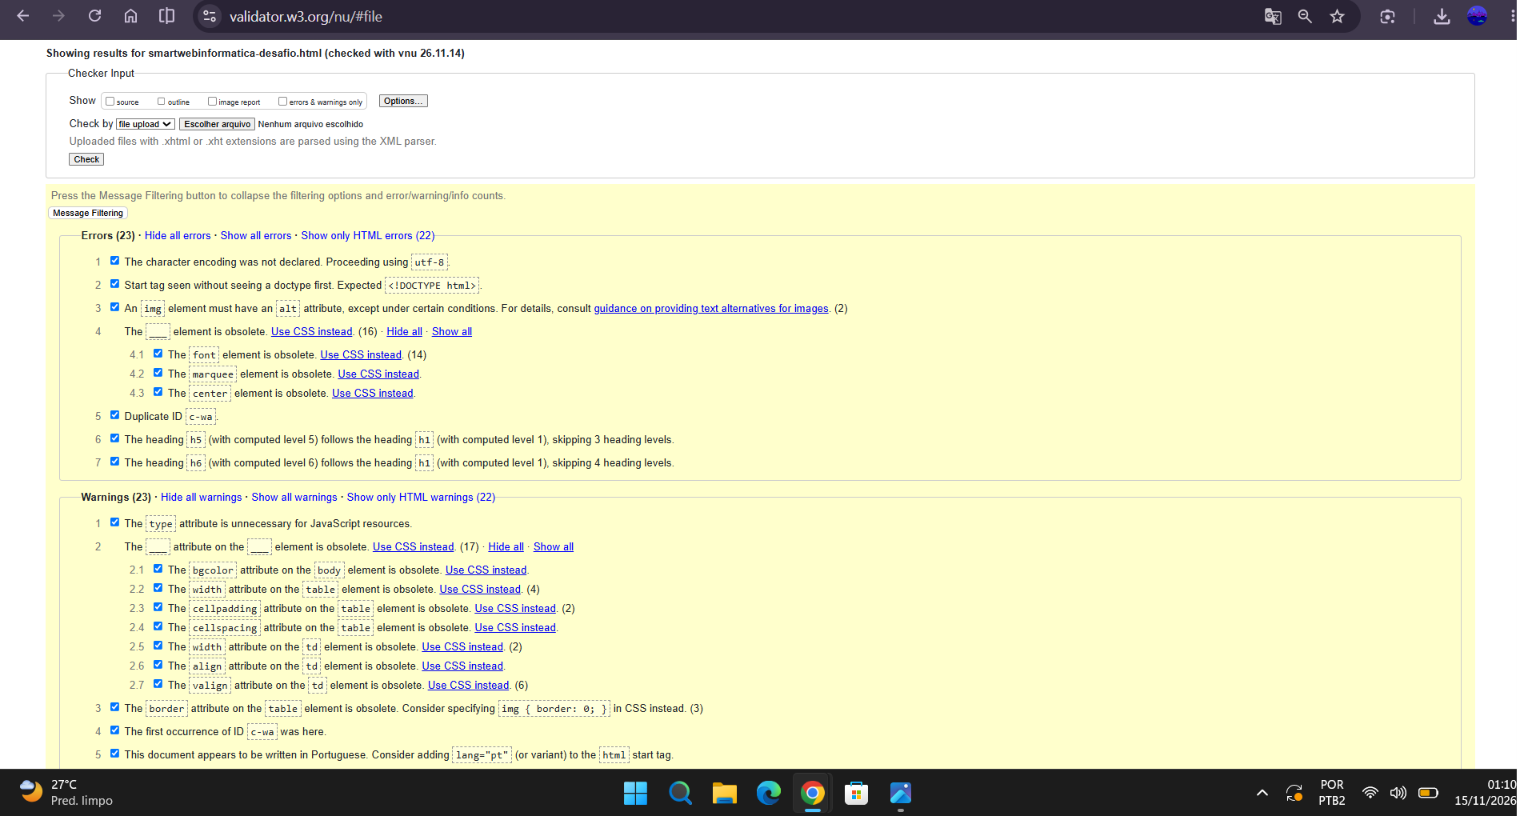 validator.w3.org/nu/#file
Showing results for smartwebinformatica-desafio.html (checked with vnu 26.11.14)
Checker Input
Show source outline image report errors & warnings only Options...
Check by file upload Escolher arquivo Nenhum arquivo escolhido
Uploaded files with .xhtml or .xht extensions are parsed using the XML parser.
Check
Press the Message Filtering button to collapse the filtering options and error/warning/info counts.
Message Filtering
Errors (23) · Hide all errors · Show all errors · Show only HTML errors (22)
1 The character encoding was not declared. Proceeding using utf-8.
2 Start tag seen without seeing a doctype first. Expected <!DOCTYPE html>.
3 An img element must have an alt attribute, except under certain conditions. For details, consult guidance on providing text alternatives for images. (2)
4 The ___ element is obsolete. Use CSS instead. (16) · Hide all · Show all
4.1 The font element is obsolete. Use CSS instead. (14)
4.2 The marquee element is obsolete. Use CSS instead.
4.3 The center element is obsolete. Use CSS instead.
5 Duplicate ID c-wa.
6 The heading h5 (with computed level 5) follows the heading h1 (with computed level 1), skipping 3 heading levels.
7 The heading h6 (with computed level 6) follows the heading h1 (with computed level 1), skipping 4 heading levels.
Warnings (23) · Hide all warnings · Show all warnings · Show only HTML warnings (22)
1 The type attribute is unnecessary for JavaScript resources.
2 The ___ attribute on the ___ element is obsolete. Use CSS instead. (17) · Hide all · Show all
2.1 The bgcolor attribute on the body element is obsolete. Use CSS instead.
2.2 The width attribute on the table element is obsolete. Use CSS instead. (4)
2.3 The cellpadding attribute on the table element is obsolete. Use CSS instead. (2)
2.4 The cellspacing attribute on the table element is obsolete. Use CSS instead.
2.5 The width attribute on the td element is obsolete. Use CSS instead. (2)
2.6 The align attribute on the td element is obsolete. Use CSS instead.
2.7 The valign attribute on the td element is obsolete. Use CSS instead. (6)
3 The border attribute on the table element is obsolete. Consider specifying img { border: 0; } in CSS instead. (3)
4 The first occurrence of ID c-wa was here.
5 This document appears to be written in Portuguese. Consider adding lang="pt" (or variant) to the html start tag.
27°C
Pred. limpo
POR
PTB2
01:10
15/11/2026